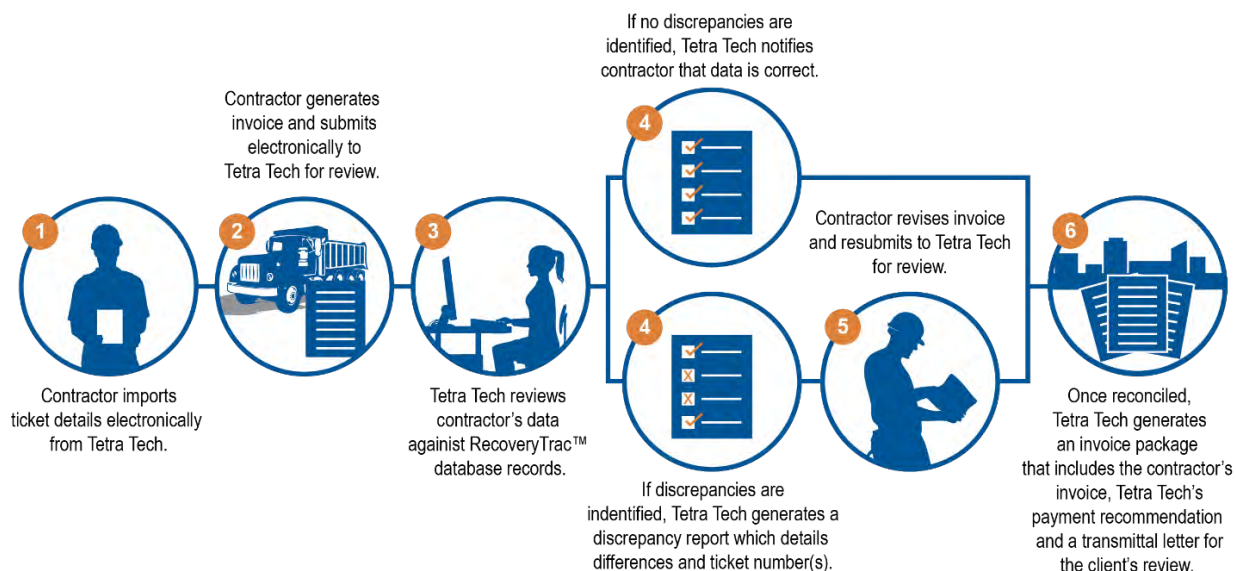 1
Contractor imports
ticket details electronically
from Tetra Tech.
Contractor generates
invoice and submits
electronically to
Tetra Tech for review.
2
3
Tetra Tech reviews
contractor's data
against RecoveryTrac™
database records.
If no discrepancies are
identified, Tetra Tech notifies
contractor that data is correct.
4
4
If discrepancies are
indentified, Tetra Tech generates a
discrepancy report which details
differences and ticket number(s).
Contractor revises invoice
and resubmits to Tetra Tech
for review.
5
6
Once reconciled,
Tetra Tech generates
an invoice package
that includes the contractor's
invoice, Tetra Tech's
payment recommendation
and a transmittal letter for
the client's review.